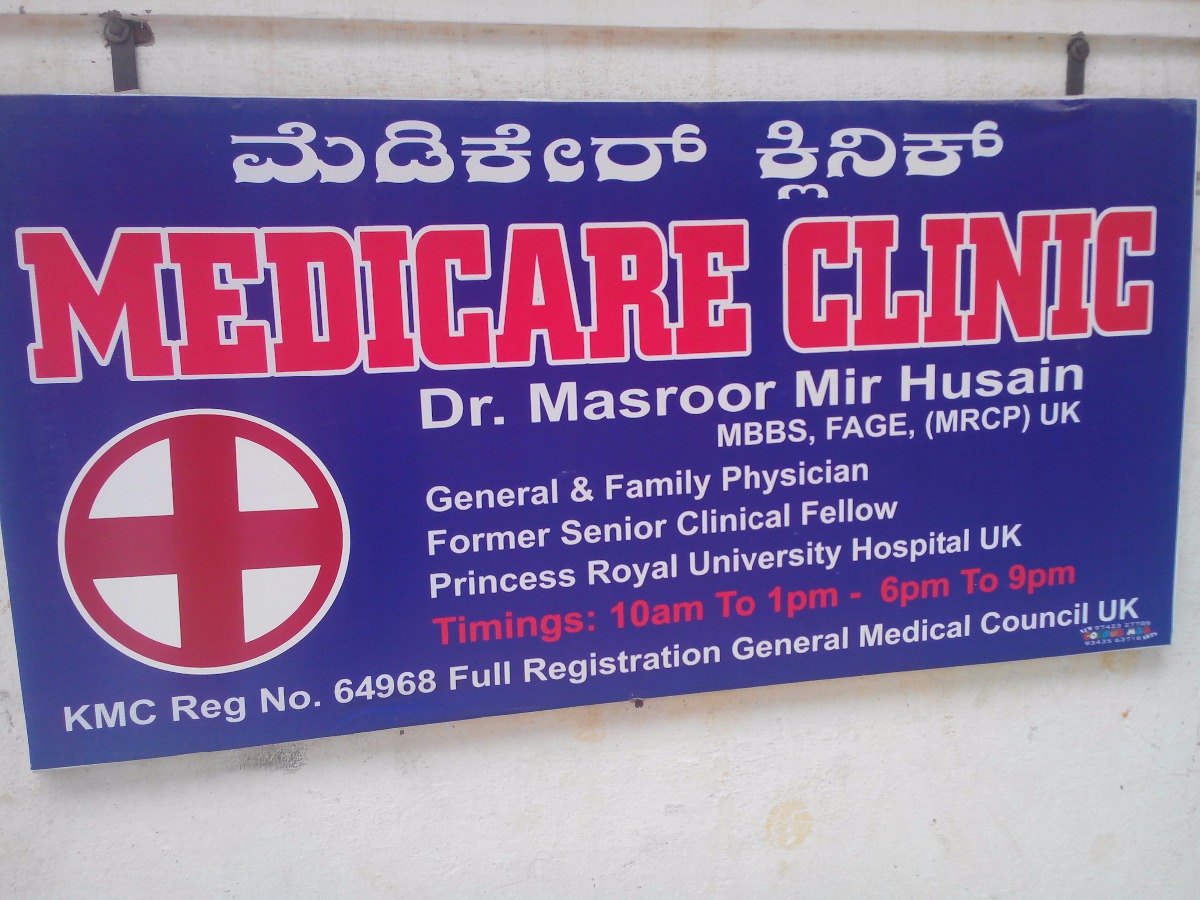 ಮೆಡಿಕೇರ್ ಕ್ಲಿನಿಕ್
MEDICARE CLINIC
Dr. Masroor Mir Husain
MBBS, FAGE, (MRCP) UK
General & Family Physician
Former Senior Clinical Fellow
Princess Royal University Hospital UK
Timings: 10am To 1pm - 6pm To 9pm
KMC Reg No. 64968 Full Registration General Medical Council UK